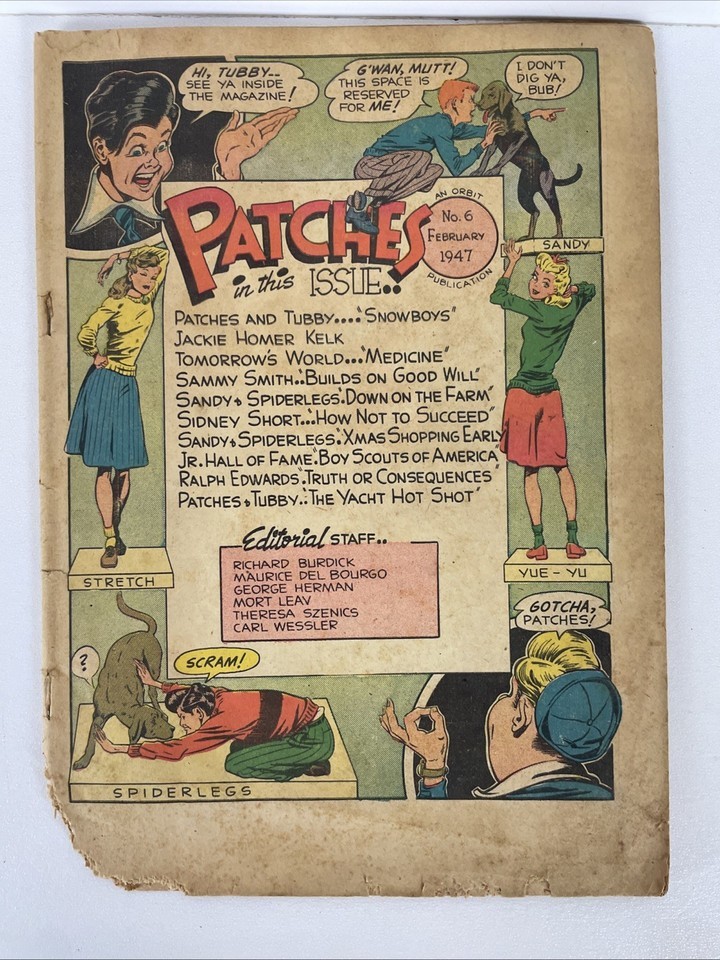 HI, TUBBY--
SEE YA INSIDE
THE MAGAZINE!
G'WAN, MUTT!
THIS SPACE IS
RESERVED
FOR ME!
I DON'T
DIG YA,
BUB!
PATCHES
in this ISSUE..
AN ORBIT
No. 6
FEBRUARY
1947
PUBLICATION
SANDY
PATCHES AND TUBBY...."SNOWBOYS"
JACKIE HOMER KELK
TOMORROW'S WORLD..."MEDICINE"
SAMMY SMITH.."BUILDS ON GOOD WILL"
SANDY & SPIDERLEGS."DOWN ON THE FARM"
SIDNEY SHORT..."HOW NOT TO SUCCEED"
SANDY & SPIDERLEGS."XMAS SHOPPING EARLY
JR. HALL OF FAME."BOY SCOUTS OF AMERICA"
RALPH EDWARDS."TRUTH OR CONSEQUENCES"
PATCHES & TUBBY.."THE YACHT HOT SHOT"
Editorial STAFF..
RICHARD BURDICK
MAURICE DEL BOURGO
GEORGE HERMAN
MORT LEAV
THERESA SZENICS
CARL WESSLER
STRETCH
YUE-YU
GOTCHA,
PATCHES!
?
SCRAM!
SPIDERLEGS